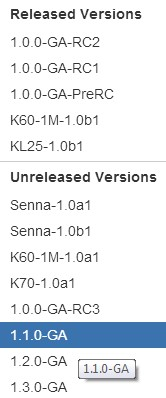 Released Versions
1.0.0-GA-RC2
1.0.0-GA-RC1
1.0.0-GA-PreRC
K60-1M-1.0b1
KL25-1.0b1
Unreleased Versions
Senna-1.0a1
Senna-1.0b1
K60-1M-1.0a1
K70-1.0a1
1.0.0-GA-RC3
1.1.0-GA
1.2.0-GA
1.1.0-GA
1.3.0-GA